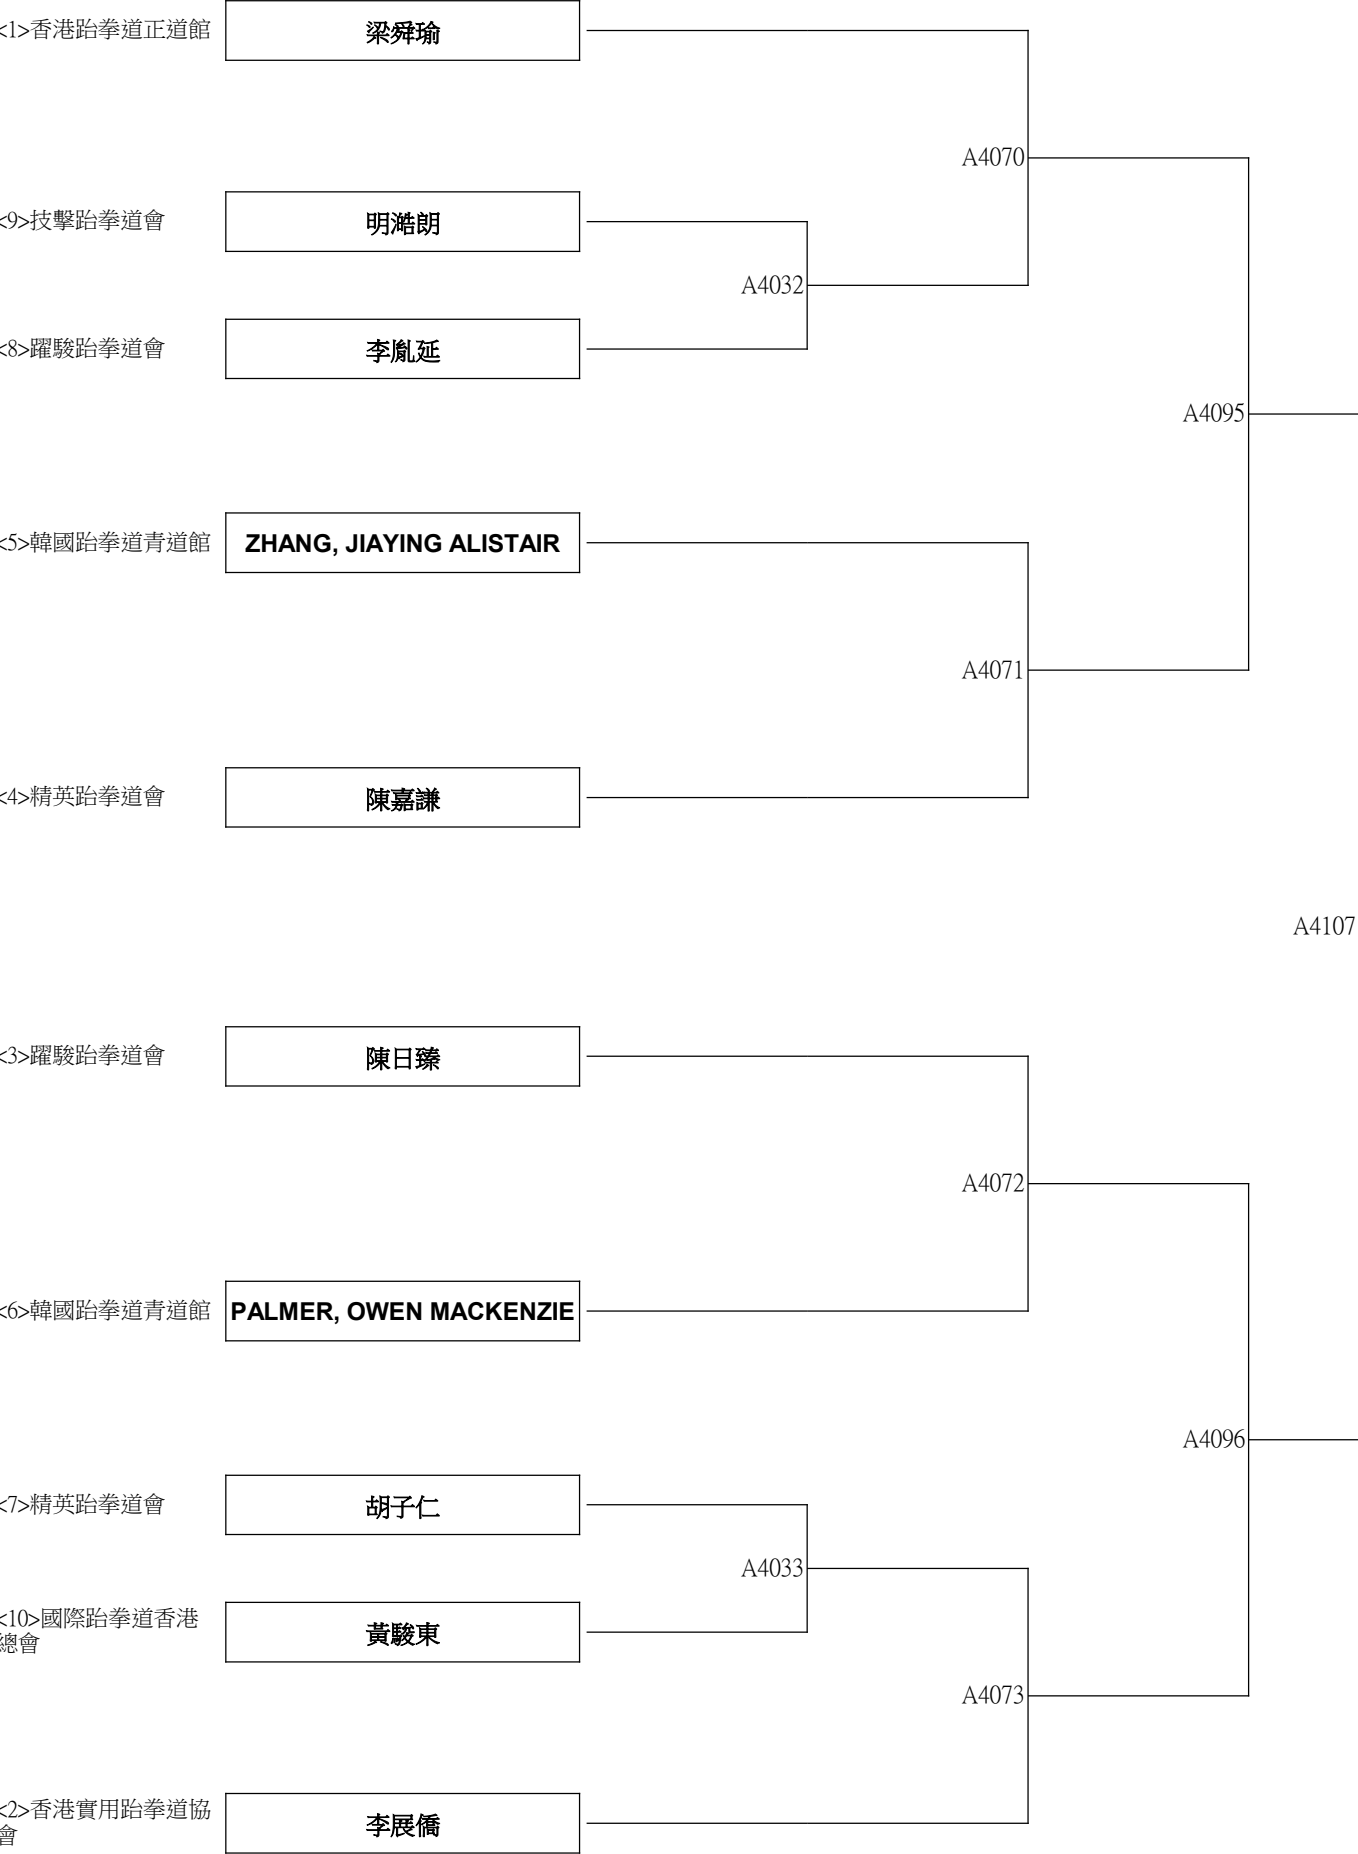 <1>香港跆拳道正道館 梁舜瑜
A4070
<9>技擊跆拳道會 明澔朗
A4032
<8>躍駿跆拳道會 李胤延
A4095
<5>韓國跆拳道青道館 ZHANG, JIAYING ALISTAIR
A4071
<4>精英跆拳道會 陳嘉謙
A4107
<3>躍駿跆拳道會 陳日臻
A4072
<6>韓國跆拳道青道館 PALMER, OWEN MACKENZIE
A4096
<7>精英跆拳道會 胡子仁
A4033
<10>國際跆拳道香港
總會
黃駿東
A4073
<2>香港實用跆拳道協
會
李展僑